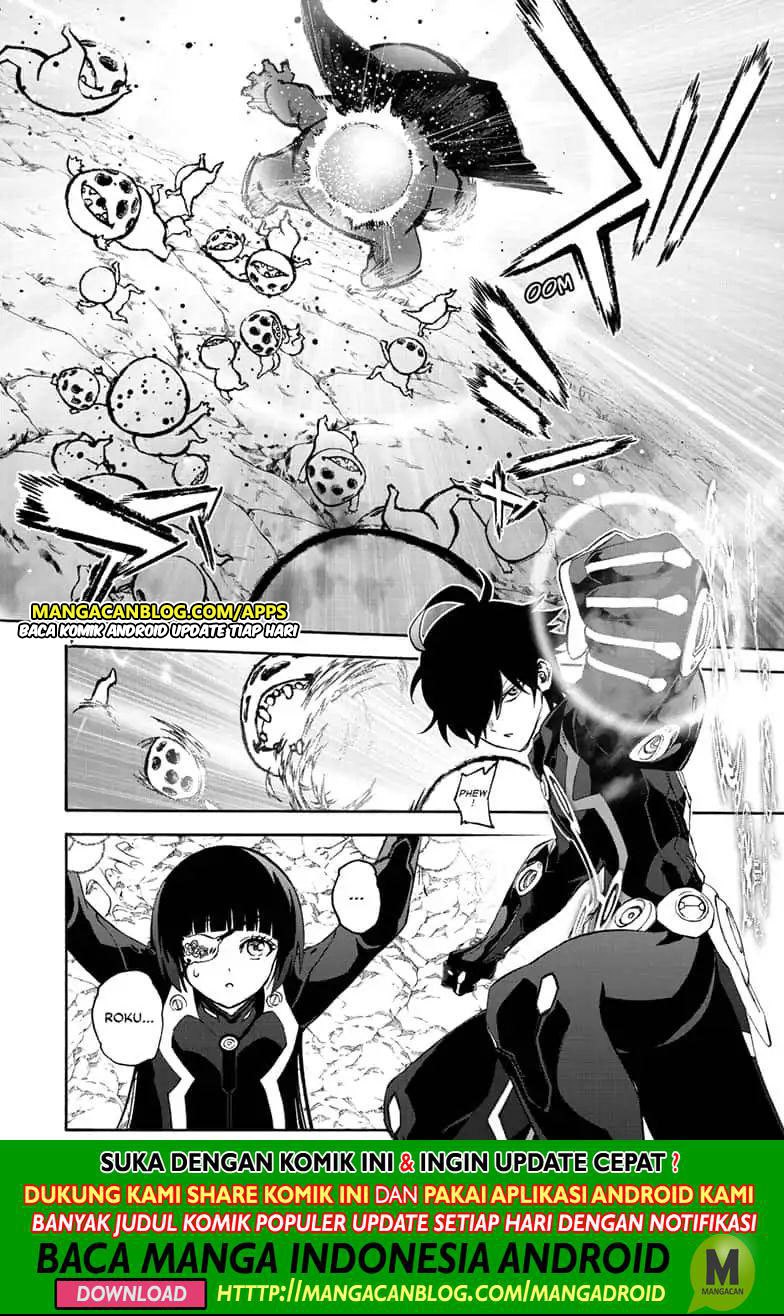 OOM
MANGACANBLOG.COM/APPS
BACA KOMIK ANDROID UPDATE TIAP HARI
PHEW
!
...
ROKU...
SUKA DENGAN KOMIK INI & INGIN UPDATE CEPAT ?
DUKUNG KAMI SHARE KOMIK INI DAN PAKAI APLIKASI ANDROID KAMI
BANYAK JUDUL KOMIK POPULER UPDATE SETIAP HARI DENGAN NOTIFIKASI
BACA MANGA INDONESIA ANDROID
DOWNLOAD HTTTP://MANGACANBLOG.COM/MANGADROID
M
MANGACAN